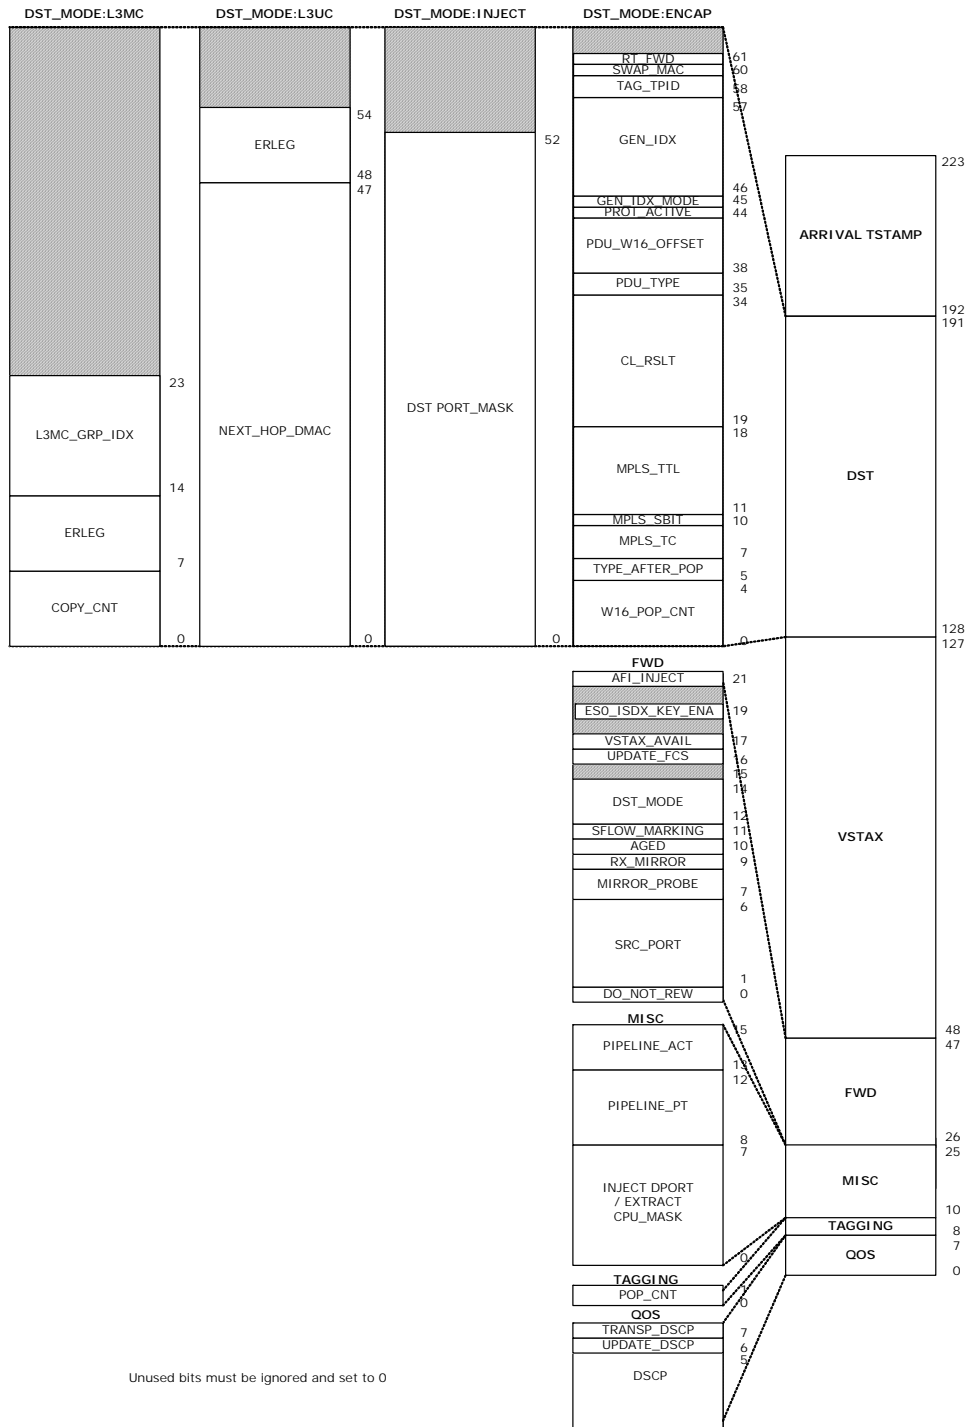 DST_MODE:L3MC
23
L3MC_GRP_IDX
14
ERLEG
7
COPY_CNT
0
DST_MODE:L3UC
54
ERLEG
48
47
NEXT_HOP_DMAC
0
DST_MODE:INJECT
52
DST PORT_MASK
0
DST_MODE:ENCAP
RT_FWD 61
SWAP_MAC 60
TAG_TPID 58
57
GEN_IDX
46
GEN_IDX_MODE 45
PROT_ACTIVE 44
PDU_W16_OFFSET
38
PDU_TYPE 35
34
CL_RSLT
19
18
MPLS_TTL
11
MPLS_SBIT 10
MPLS_TC
7
TYPE_AFTER_POP 5
4
W16_POP_CNT
0
FWD
AFI_INJECT 21
ES0_ISDX_KEY_ENA 19
VSTAX_AVAIL 17
UPDATE_FCS 16
15
14
DST_MODE
12
SFLOW_MARKING 11
AGED 10
RX_MIRROR 9
MIRROR_PROBE
7
6
SRC_PORT
1
DO_NOT_REW 0
MISC
15
PIPELINE_ACT
13
12
PIPELINE_PT
8
7
INJECT DPORT
/ EXTRACT
CPU_MASK
0
TAGGING
1
POP_CNT
0
QOS
TRANSP_DSCP 7
UPDATE_DSCP 6
5
DSCP
223
ARRIVAL TSTAMP
192
191
DST
128
127
VSTAX
48
47
FWD
26
25
MISC
10
TAGGING
8
7
QOS
0
Unused bits must be ignored and set to 0